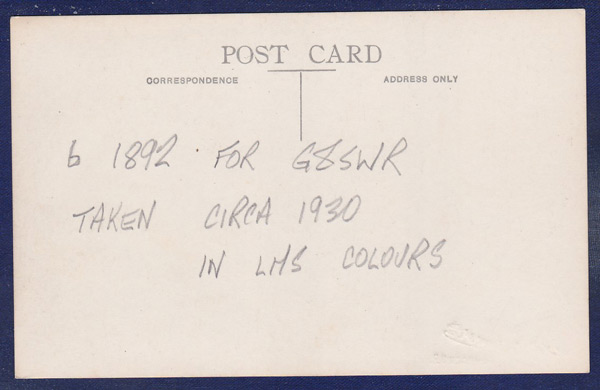 POST CARD
CORRESPONDENCE ADDRESS ONLY
b 1892 FOR G&SWR
TAKEN CIRCA 1930
IN LMS COLOURS